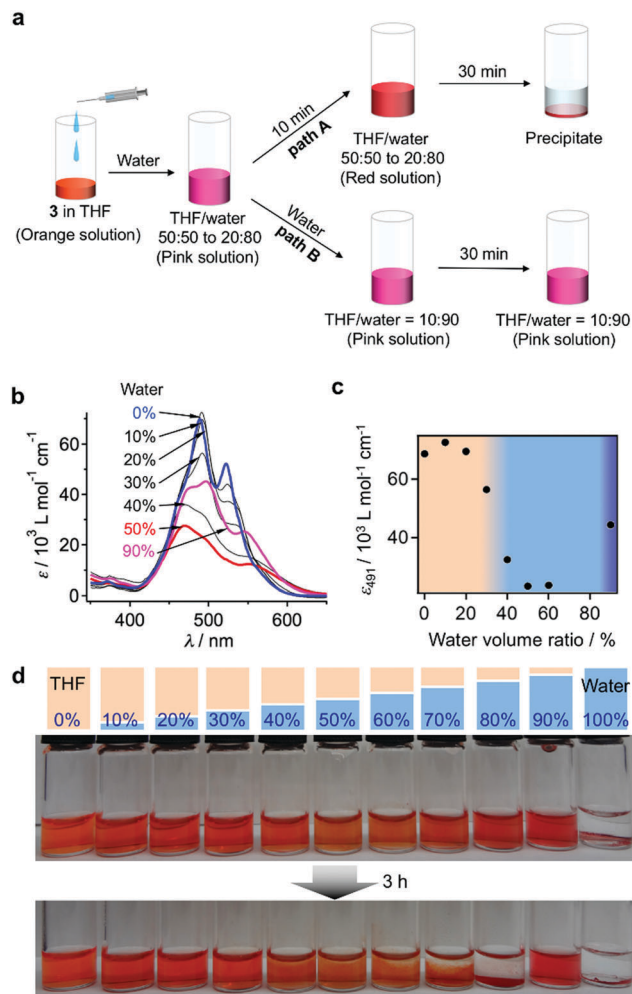 a
10 min
path A
30 min
Water
THF/water
50:50 to 20:80
(Red solution)
Precipitate
3 in THF
(Orange solution)
THF/water
50:50 to 20:80
(Pink solution)
Water
path B
30 min
THF/water = 10:90
(Pink solution)
THF/water = 10:90
(Pink solution)
b
Water
0%
10%
20%
30%
40%
50%
90%
60
40
20
0
ε / 10³ L mol⁻¹ cm⁻¹
400 500 600
λ / nm
c
80
40
ε₄₉₁ / 10³ L mol⁻¹ cm⁻¹
0 20 40 60 80
Water volume ratio / %
d
THF Water
0% 10% 20% 30% 40% 50% 60% 70% 80% 90% 100%
3 h